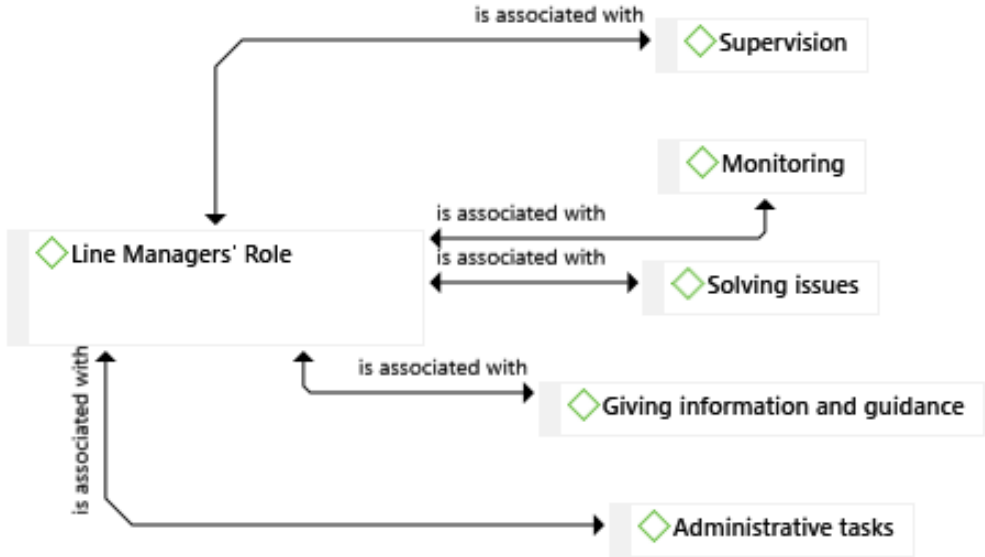 is associated with
Supervision
Monitoring
is associated with
Line Managers' Role
is associated with
Solving issues
is associated with
is associated with
Giving information and guidance
Administrative tasks